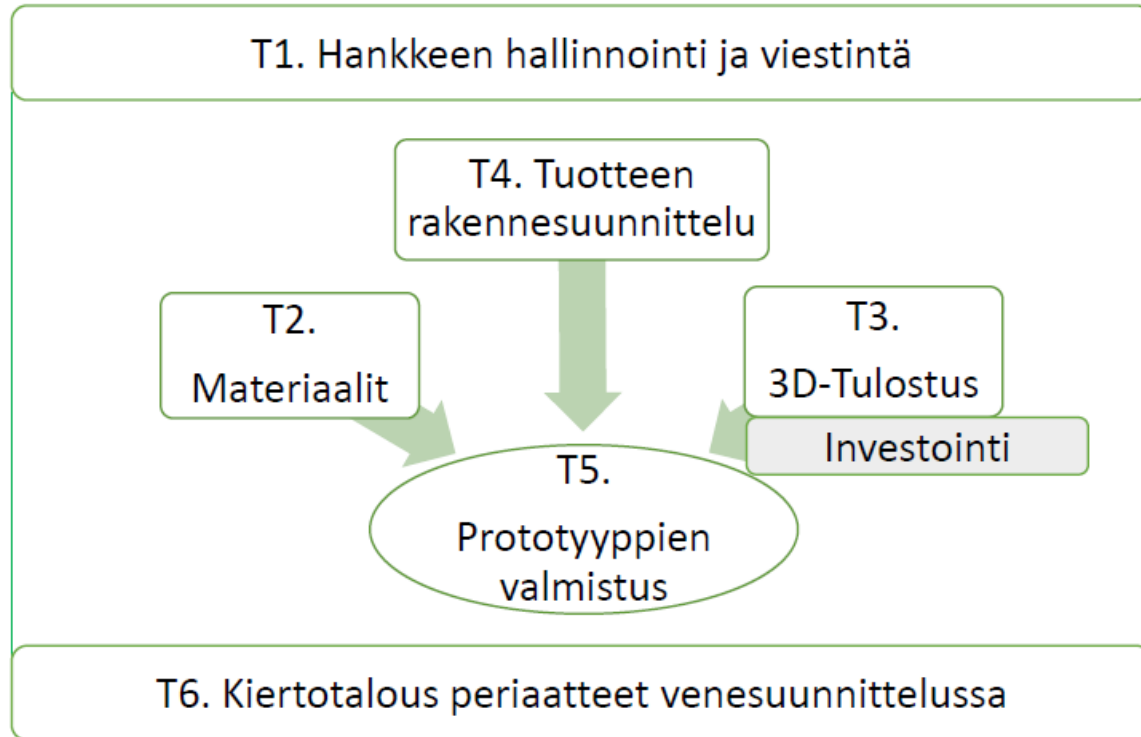 T1. Hankkeen hallinnointi ja viestintä
T4. Tuotteen
rakennesuunnittelu
T2.
Materiaalit
T3.
3D-Tulostus
Investointi
T5.
Prototyyppien
valmistus
T6. Kiertotalous periaatteet venesuunnittelussa